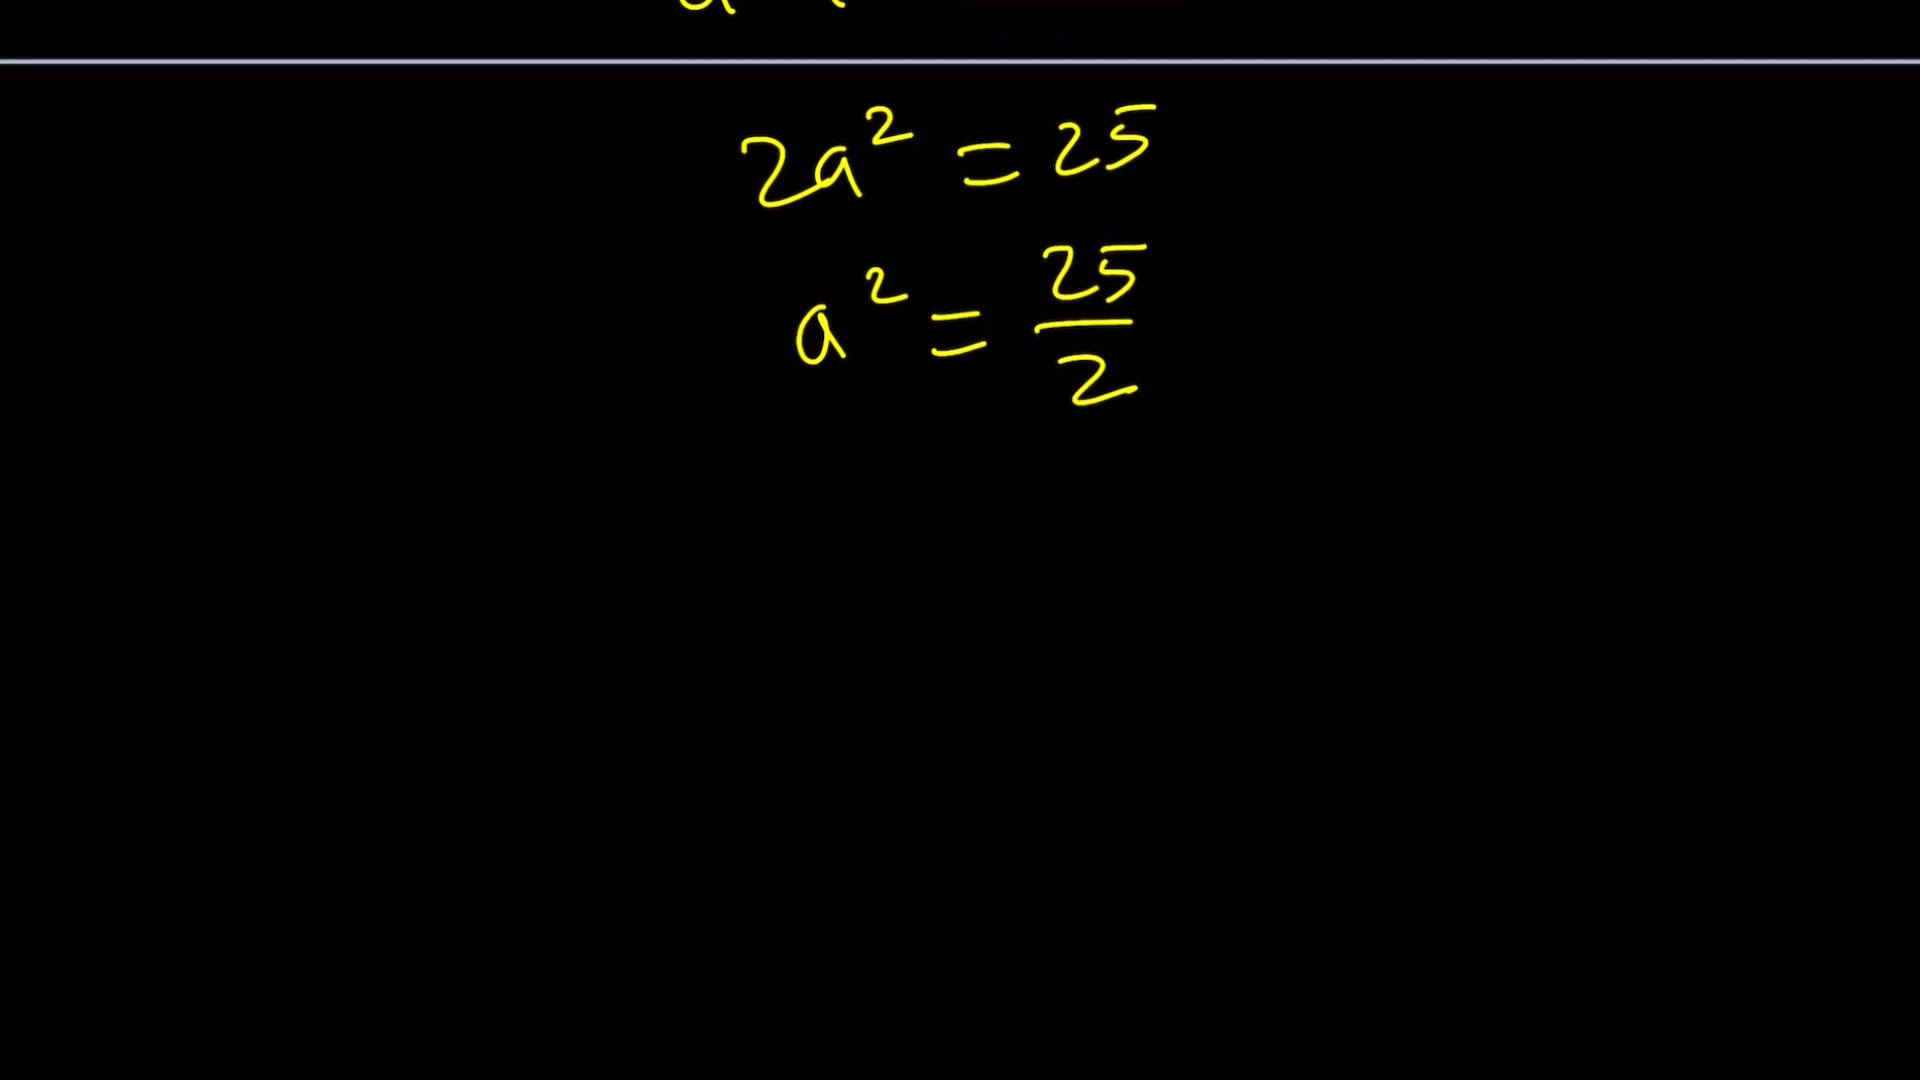 2a² = 25
a² = 25/2